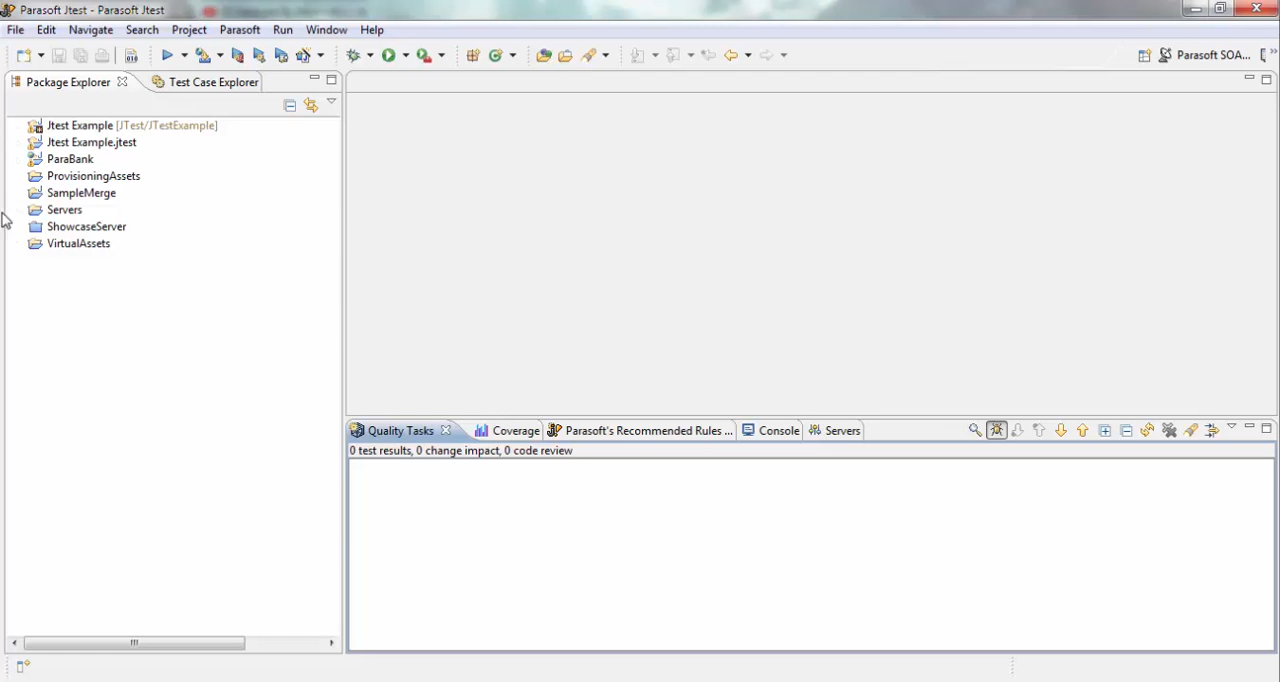 Parasoft Jtest - Parasoft Jtest
File Edit Navigate Search Project Parasoft Run Window Help
Parasoft SOA...
Package Explorer Test Case Explorer
Jtest Example [JTest/JTestExample]
Jtest Example.jtest
ParaBank
ProvisioningAssets
SampleMerge
Servers
ShowcaseServer
VirtualAssets
Quality Tasks Coverage Parasoft's Recommended Rules ... Console Servers
0 test results, 0 change impact, 0 code review